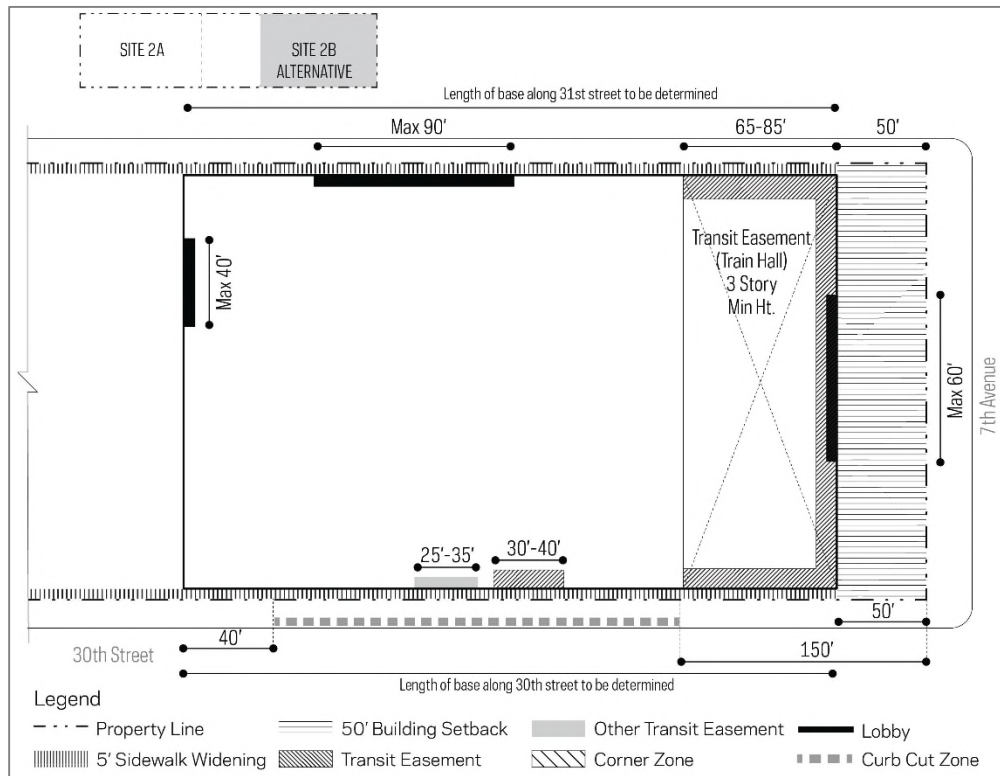 SITE 2A
SITE 2B
ALTERNATIVE
Length of base along 31st street to be determined
Max 90'
65-85'
50'
Transit Easement
(Train Hall)
3 Story
Min Ht.
Max 40'
Max 60'
7th Avenue
25'-35'
30'-40'
40'
50'
150'
30th Street
Length of base along 30th street to be determined
Legend
Property Line
50' Building Setback
Other Transit Easement
Lobby
5' Sidewalk Widening
Transit Easement
Corner Zone
Curb Cut Zone